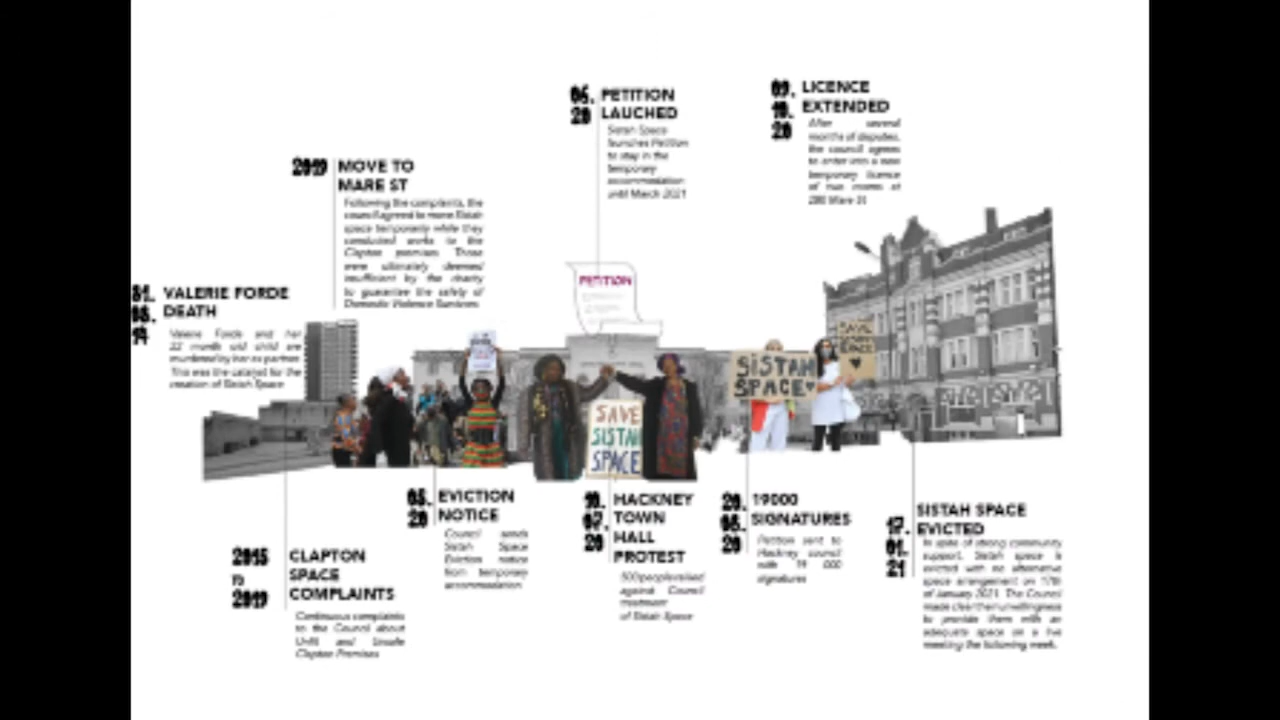 31.
08.
14
VALERIE FORDE
DEATH
Valerie Forde and her
22 month old child are
murdered by her ex partner.
This was the catalyst for the
creation of Sistah Space
2015
TO
2019
CLAPTON
SPACE
COMPLAINTS
Continuous complaints
to the Council about
Unfit and Unsafe
Clapton Premises
2019
MOVE TO
MARE ST
Following the complaints, the
council agreed to move Sistah
space temporarily while they
conducted works to the
Clapton premises. These
were ultimately deemed
insufficient by the charity
to guarantee the safety of
Domestic Violence Survivors
05.
20
EVICTION
NOTICE
Council sends
Sistah Space
Eviction notice
from temporary
accommodation
06.
20
PETITION
LAUCHED
Sistah Space
launches Petition
to stay in the
temporary
accommodation
until March 2021
PETITION
SAVE
SISTAH
SPACE
07.
20
HACKNEY
TOWN
HALL
PROTEST
500 people rallied
against Council
treatment
of Sistah Space
SISTAH
SPACE
20.
08.
20
19000
SIGNATURES
Petition sent to
Hackney council
with 19 000
signatures
SAVE
10.
20
LICENCE
EXTENDED
After several
months of disputes,
the council agrees
to enter into a new
temporary licence
of two rooms at
280 Mare St
17.
01.
21
SISTAH SPACE
EVICTED
In spite of strong community
support, Sistah space is
evicted with no alternative
space arrangement on 17th
of January 2021. The Council
made clear their unwillingness
to provide them with an
adequate space on a live
meeting the following week.